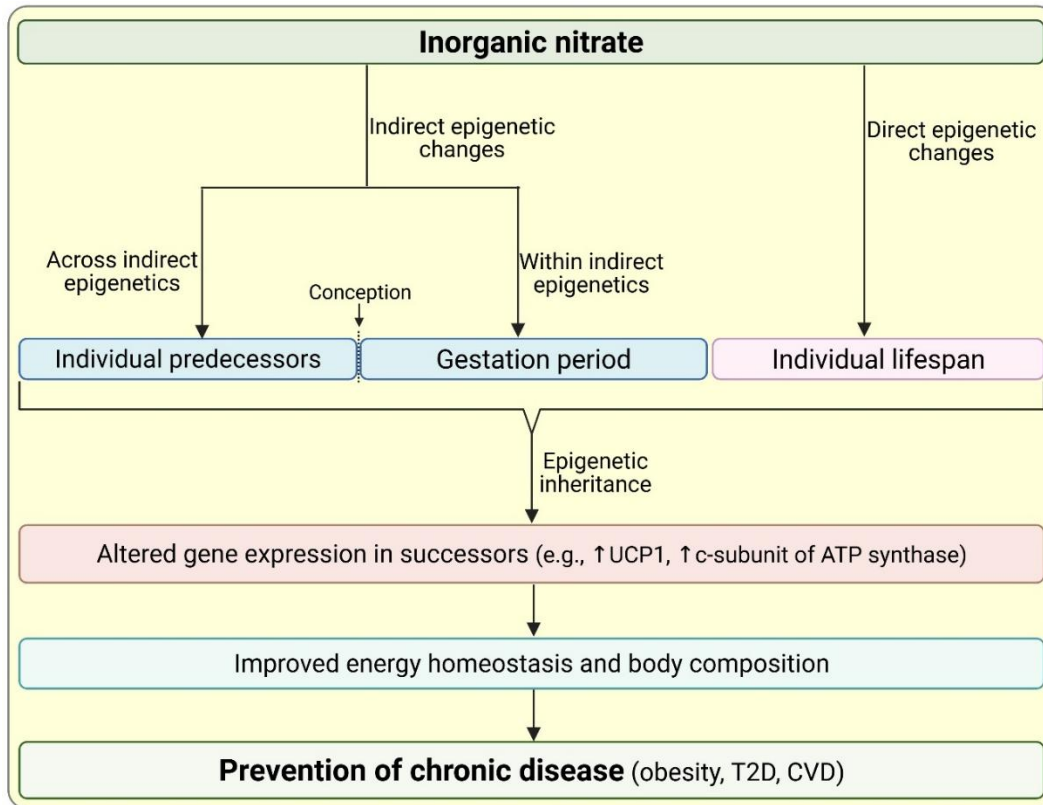 Inorganic nitrate
Indirect epigenetic
changes
Direct epigenetic
changes
Across indirect
epigenetics
Conception
Within indirect
epigenetics
Individual predecessors
Gestation period
Individual lifespan
Epigenetic
inheritance
Altered gene expression in successors (e.g., ↑UCP1, ↑c-subunit of ATP synthase)
Improved energy homeostasis and body composition
Prevention of chronic disease (obesity, T2D, CVD)